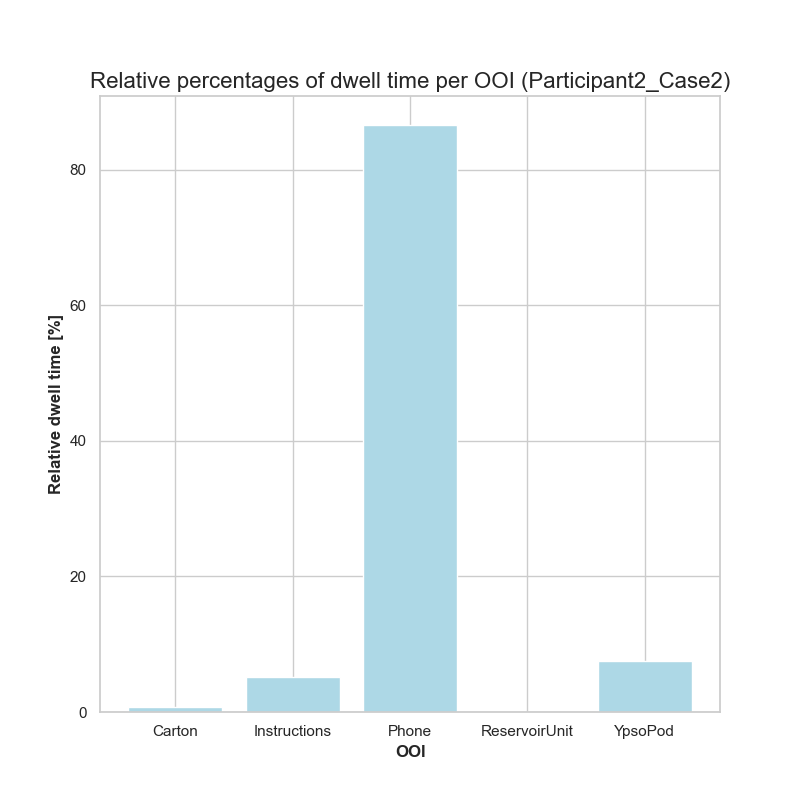 Relative percentages of dwell time per OOI (Participant2_Case2)
80
60
40
20
0
Relative dwell time [%]
Carton Instructions Phone ReservoirUnit YpsoPod
OOI